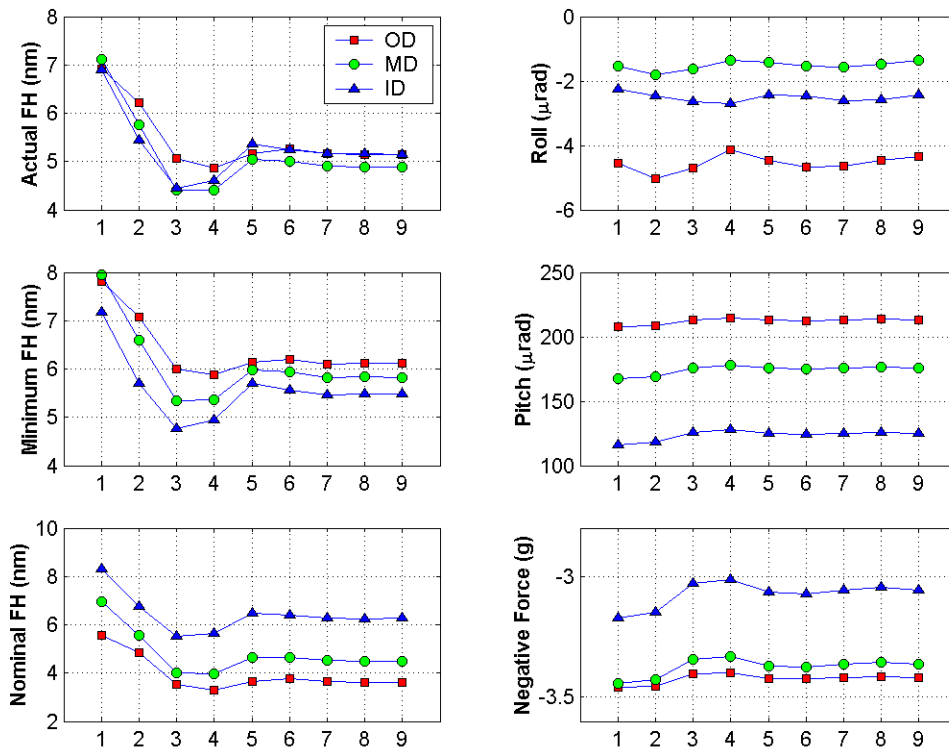 Actual FH (nm)
8
7
6
5
4
1 2 3 4 5 6 7 8 9
OD
MD
ID
Roll (μrad)
0
-2
-4
-6
1 2 3 4 5 6 7 8 9
Minimum FH (nm)
8
7
6
5
4
1 2 3 4 5 6 7 8 9
Pitch (μrad)
250
200
150
100
1 2 3 4 5 6 7 8 9
Nominal FH (nm)
10
8
6
4
2
1 2 3 4 5 6 7 8 9
Negative Force (g)
-3
-3.5
1 2 3 4 5 6 7 8 9